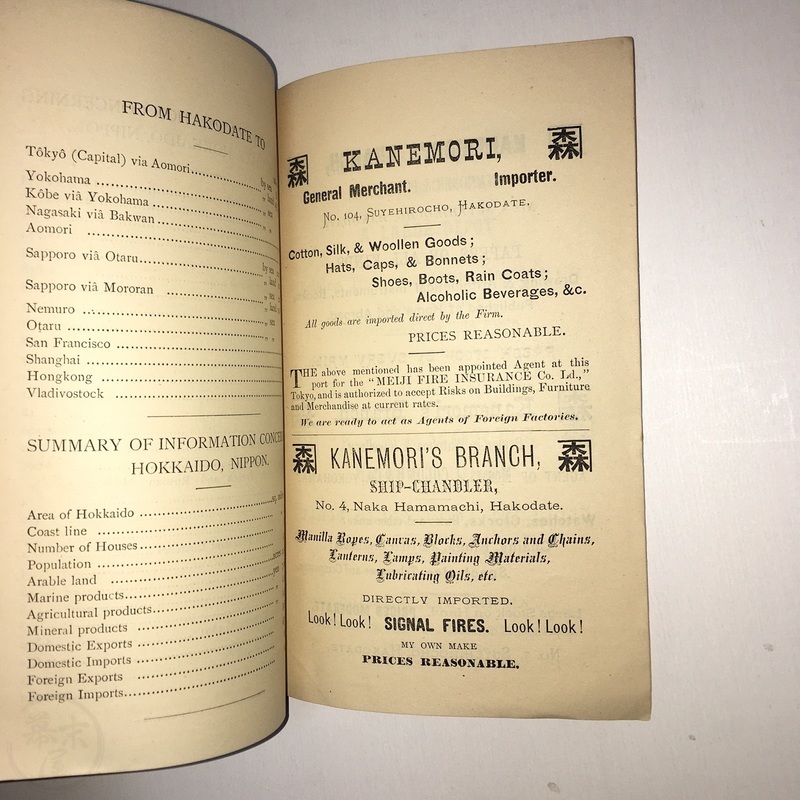 FROM HAKODATE TO
Tôkyô (Capital) via Aomori
Yokohama
Kôbe viâ Yokohama
Nagasaki viâ Bakwan
Aomori
Sapporo viâ Otaru
by sea
Sapporo viâ Mororan
Nemuro
Otaru
San Francisco
Shanghai
Hongkong
Vladivostock
SUMMARY OF INFORMATION
HOKKAIDO, NIPPON.
Area of Hokkaido
Coast line
Number of Houses
Population
Arable land
Marine products
Agricultural products
Mineral products
Domestic Exports
Domestic Imports
Foreign Exports
Foreign Imports
森 KANEMORI, 森
General Merchant. Importer.
No. 104, Suyehirocho, Hakodate.
Cotton, Silk, & Woollen Goods;
Hats, Caps, & Bonnets;
Shoes, Boots, Rain Coats;
Alcoholic Beverages, &c.
All goods are imported direct by the Firm.
PRICES REASONABLE.
THE above mentioned has been appointed Agent at this
port for the "MEIJI FIRE INSURANCE Co. Ld.,"
Tokyo, and is authorized to accept Risks on Buildings, Furniture
and Merchandise at current rates.
We are ready to act as Agents of Foreign Factories.
森 KANEMORI'S BRANCH, 森
SHIP-CHANDLER,
No. 4, Naka Hamamachi, Hakodate.
Manilla Ropes, Canvas, Blocks, Anchors and Chains,
Lanterns, Lamps, Painting Materials,
Lubricating Oils, etc.
DIRECTLY IMPORTED.
Look! Look! SIGNAL FIRES. Look! Look!
MY OWN MAKE
PRICES REASONABLE.